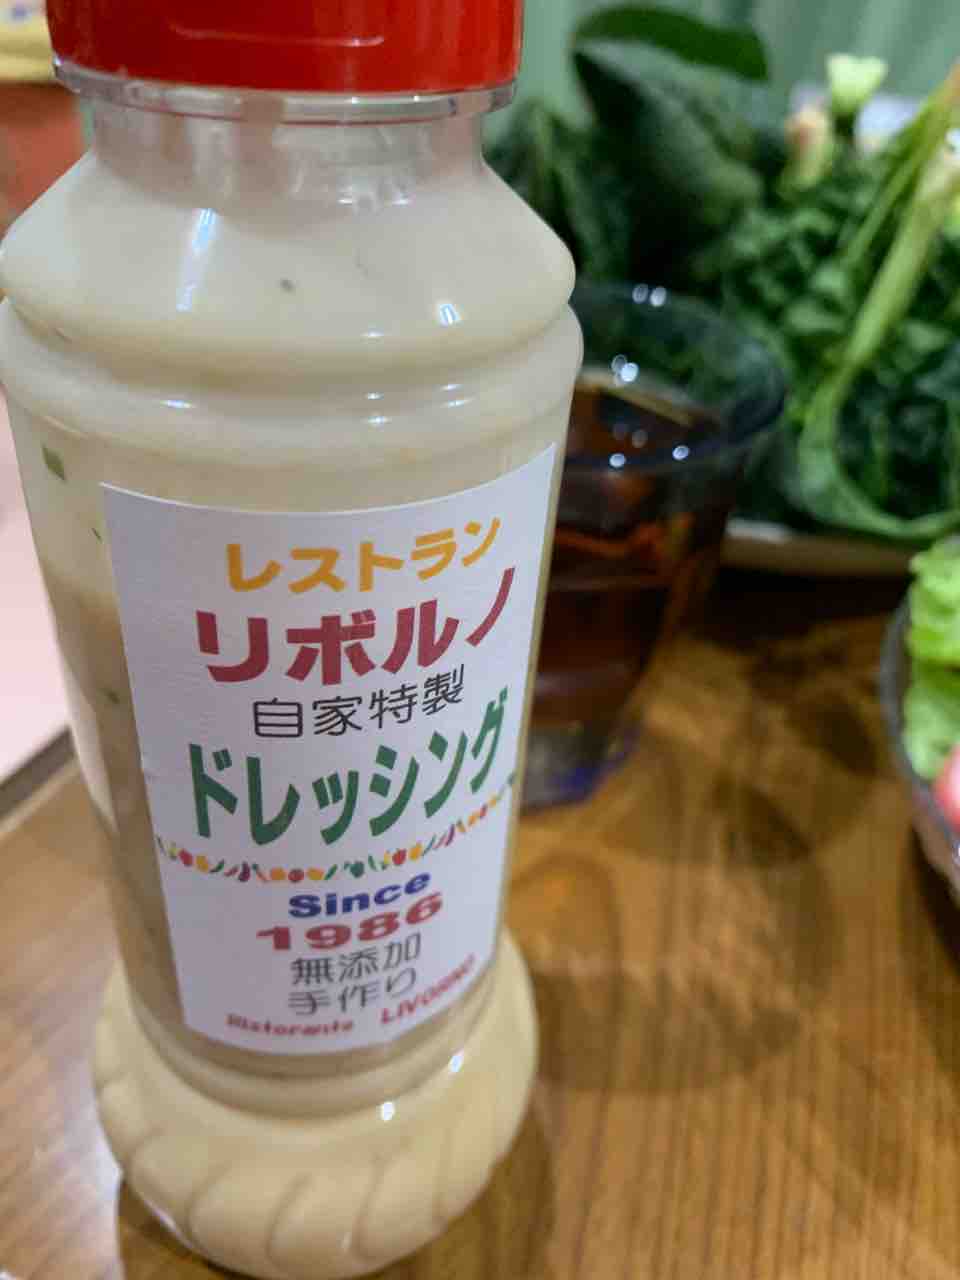 レストラン
リボルノ
自家特製
ドレッシング
Since
1986
無添加
手作り
Ristorante LIVORNO